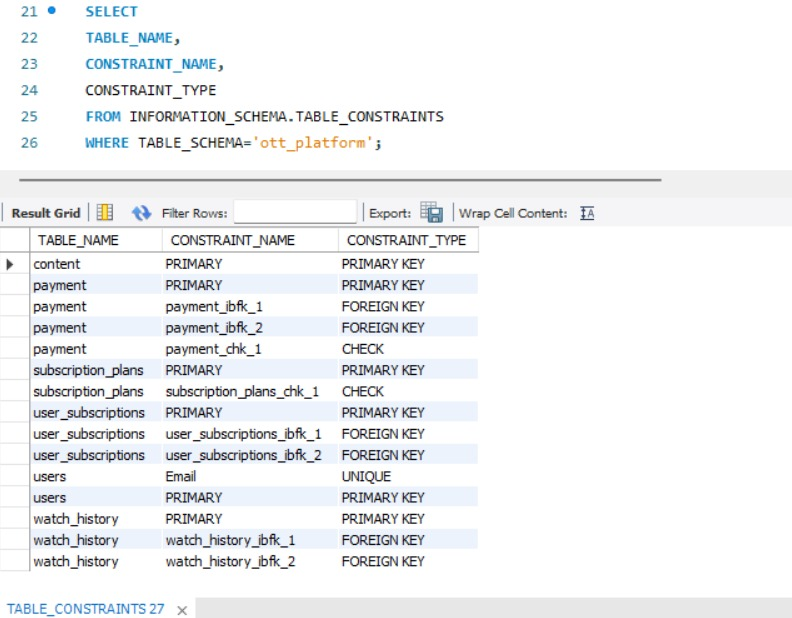 21 SELECT
22 TABLE_NAME,
23 CONSTRAINT_NAME,
24 CONSTRAINT_TYPE
25 FROM INFORMATION_SCHEMA.TABLE_CONSTRAINTS
26 WHERE TABLE_SCHEMA='ott_platform';
Result Grid Filter Rows: Export: Wrap Cell Content: IA
TABLE_NAME CONSTRAINT_NAME CONSTRAINT_TYPE
content PRIMARY PRIMARY KEY
payment PRIMARY PRIMARY KEY
payment payment_ibfk_1 FOREIGN KEY
payment payment_ibfk_2 FOREIGN KEY
payment payment_chk_1 CHECK
subscription_plans PRIMARY PRIMARY KEY
subscription_plans subscription_plans_chk_1 CHECK
user_subscriptions PRIMARY PRIMARY KEY
user_subscriptions user_subscriptions_ibfk_1 FOREIGN KEY
user_subscriptions user_subscriptions_ibfk_2 FOREIGN KEY
users Email UNIQUE
users PRIMARY PRIMARY KEY
watch_history PRIMARY PRIMARY KEY
watch_history watch_history_ibfk_1 FOREIGN KEY
watch_history watch_history_ibfk_2 FOREIGN KEY
TABLE_CONSTRAINTS 27